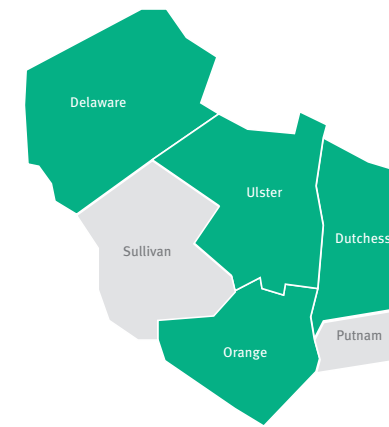 Delaware
Ulster
Dutchess
Sullivan
Putnam
Orange